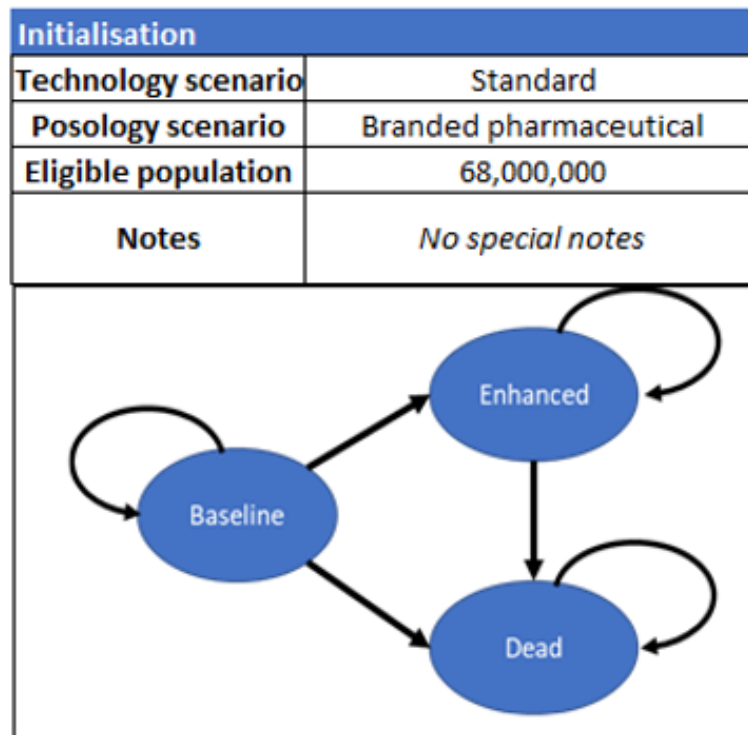 Initialisation
Technology scenario Standard
Posology scenario Branded pharmaceutical
Eligible population 68,000,000
Notes No special notes
Enhanced
Baseline
Dead